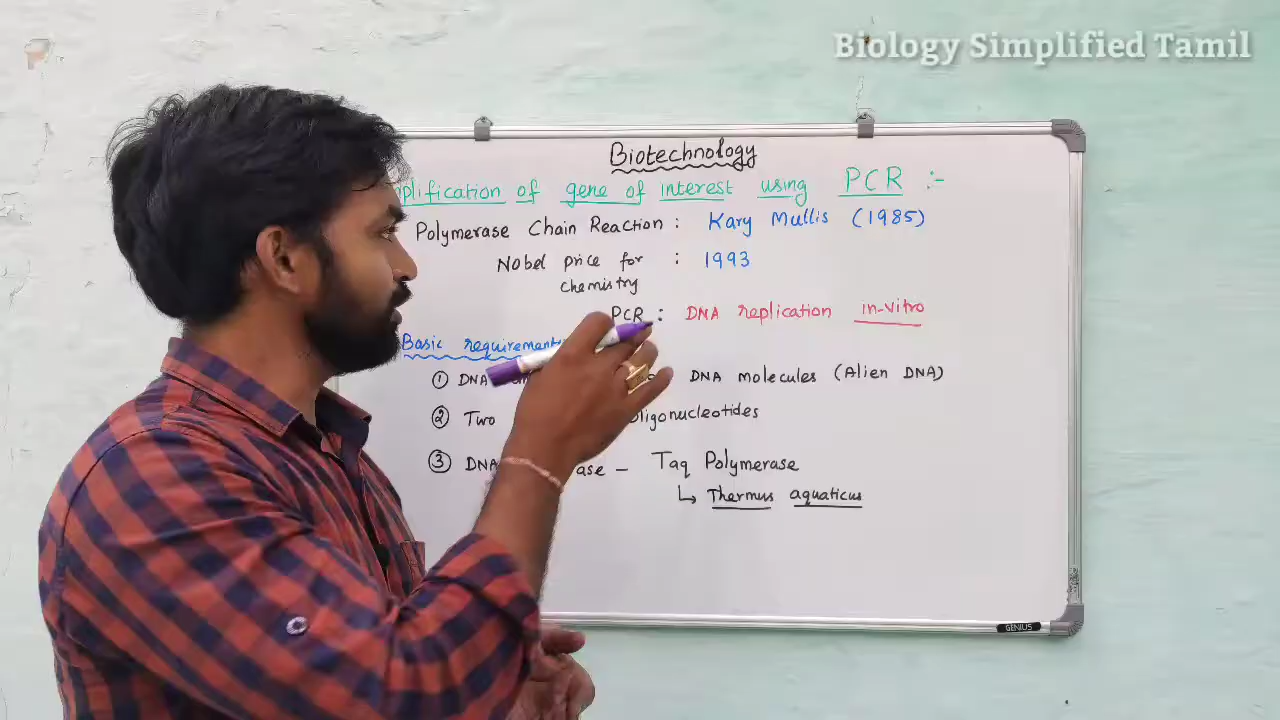 Biology Simplified Tamil
Biotechnology
plification of gene of interest using PCR :-
Polymerase Chain Reaction : Kary Mullis (1985)
Nobel price for : 1993
chemistry
PCR : DNA replication in-vitro
Basic requirement
① DNA DNA molecules (Alien DNA)
② Two oligonucleotides
③ DNA ase – Taq Polymerase
↳ Thermus aquaticus
GENIUS